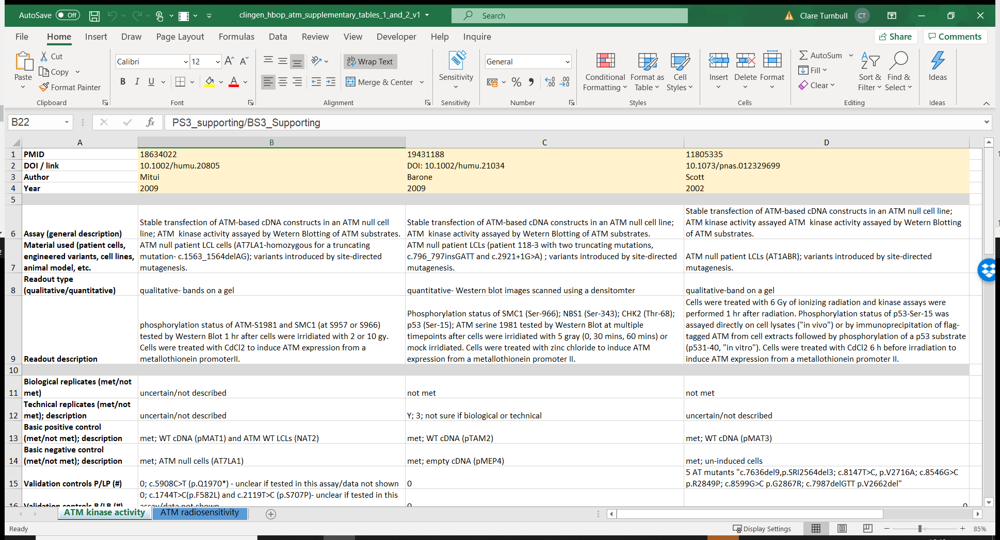 AutoSave Off clingen_hbop_atm_supplementary_tables_1_and_2_v1 Search Clare Turnbull CT
File Home Insert Draw Page Layout Formulas Data Review View Developer Help Inquire Share Comments
Paste
Cut
Copy
Format Painter
Clipboard
Calibri 12
A A
B I U A
Font
ab Wrap Text
Merge & Center
Alignment
Sensitivity
Sensitivity
General
% 9 .00 .00
Number
Conditional Formatting
Format as Table
Cell Styles
Styles
Insert Delete Format
Cells
AutoSum
Fill
Clear
Sort & Filter
Find & Select
Editing
Ideas
Ideas
B22 fx PS3_supporting/BS3_Supporting
A B C D
1 PMID 18634022 19431188 11805335
2 DOI / link 10.1002/humu.20805 DOI: 10.1002/humu.21034 10.1073/pnas.012329699
3 Author Mitui Barone Scott
4 Year 2009 2009 2002
5
6 Assay (general description)
Stable transfection of ATM-based cDNA constructs in an ATM null cell
line; ATM  kinase activity assayed by Wetern Blotting of ATM substrates.
Stable transfection of ATM-based cDNA constructs in an ATM null cell line;
ATM  kinase activity assayed by Wetern Blotting of ATM substrates.
Stable transfection of ATM-based cDNA constructs in an ATM null cell line;
ATM kinase activity assayed ATM  kinase activity assayed by Wetern Blotting
of ATM substrates.
7 Material used (patient cells,
engineered variants, cell lines,
animal model, etc.
ATM null patient LCL cells (AT7LA1-homozygous for a truncating
mutation- c.1563_1564delAG); variants introduced by site-directed
mutagenesis.
ATM null patient LCLs (patient 118-3 with two truncating mutations,
c.796_797insGATT and c.2921+1G>A) ; variants introduced by site-directed
mutagenesis.
ATM null patient LCLs (AT1ABR); variants introduced by site-directed
mutagenesis.
8 Readout type
(qualitative/quantitative)
qualitative- bands on a gel
quantitative- Western blot images scanned using a densitomter
qualitative-band on a gel
9 Readout description
phosphorylation status of ATM-S1981 and SMC1 (at S957 or S966)
tested by Western Blot 1 hr after cells were irridiated with 2 or 10 gy.
Cells were treated with CdCl2 to induce ATM expression from a
metallothionein promoterII.
Phosphorylation status of SMC1 (Ser-966); NBS1 (Ser-343); CHK2 (Thr-68);
p53 (Ser-15); ATM serine 1981 tested by Western Blot at multiple
timepoints after cells were irridiated with 5 gray (0, 30 mins, 60 mins) or
mock irridiated. Cells were treated with zinc chloride to induce ATM
expression from a metallothionein promoter II.
Cells were treated with 6 Gy of ionizing radiation and kinase assays were
performed 1 hr after radiation. Phosphorylation status of p53-Ser-15 was
assayed directly on cell lysates ("in vivo") or by immunoprecipitation of flag-
tagged ATM from cell extracts followed by phosphorylation of a p53 substrate
(p531-40, "in vitro"). Cells were treated with CdCl2 6 h before irradiation to
induce ATM expression from a metallothionein promoter II.
10
11 Biological replicates (met/not
met)
uncertain/not described
not met
not met
12 Technical replicates (met/not
met); description
uncertain/not described
Y; 3; not sure if biological or technical
uncertain/not described
13 Basic positive control
(met/not met); description
met; WT cDNA (pMAT1) and ATM WT LCLs (NAT2)
met; WT cDNA (pTAM2)
met; WT cDNA (pMAT3)
14 Basic negative control
(met/not met); description
met; ATM null cells (AT7LA1)
met; empty cDNA (pMEP4)
met; un-induced cells
15 Validation controls P/LP (#)
0; c.5908C>T (p.Q1970*) - unclear if tested in this assay/data not shown
0
5 AT mutants "c.7636del9,p.SRI2564del3; c.8147T>C, p.V2716A; c.8546G>C
p.R2849P; c.8599G>C p.G2867R; c.7987delGTT p.V2662del"
16 Validation controls B/LB (#)
0; c.1744T>C(p.F582L) and c.2119T>C (p.S707P)- unclear if tested in this
assay/data not shown
0
0
ATM kinase activity ATM radiosensitivity
Ready Display Settings 85%